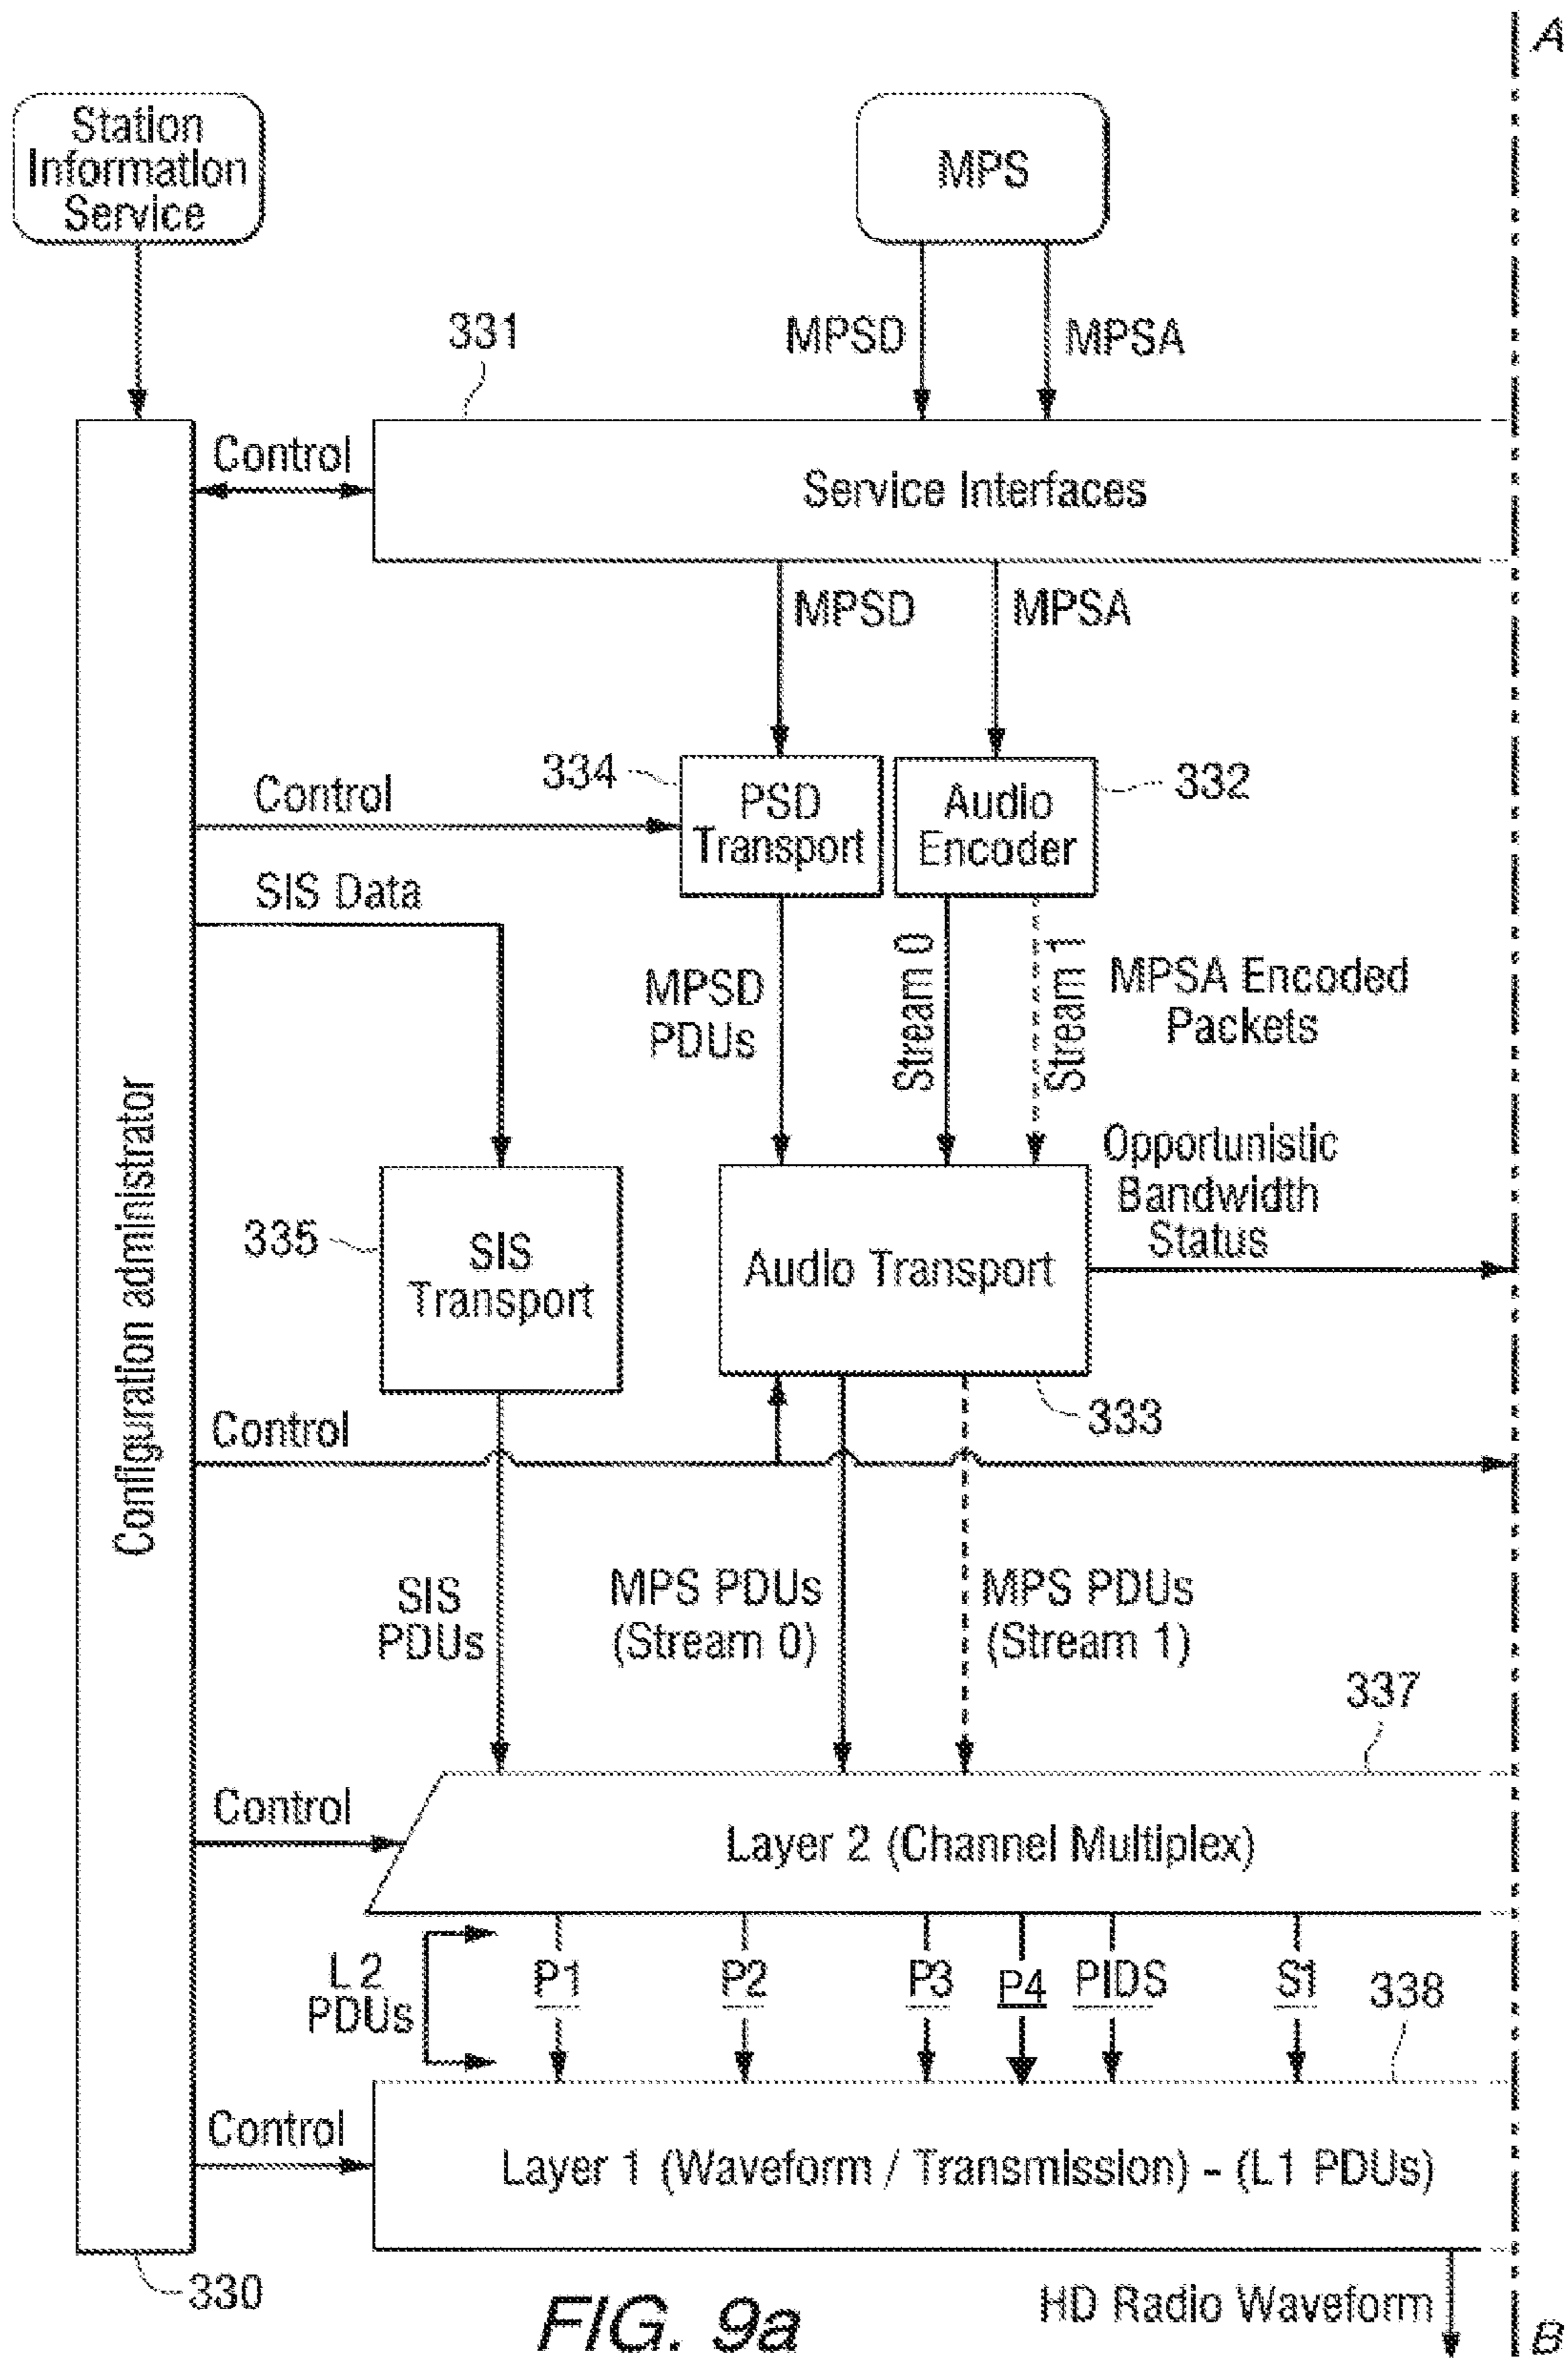 A
Station
Information
Service
MPS
331
MPSD
MPSA
Control
Service Interfaces
MPSD
MPSA
334
PSD
Transport
Audio
Encoder
332
Control
SIS Data
MPSD
PDUs
Stream 0
Stream 1
MPSA Encoded
Packets
Configuration administrator
335
SIS
Transport
Audio Transport
Opportunistic
Bandwidth
Status
333
Control
SIS
PDUs
MPS PDUs
(Stream 0)
MPS PDUs
(Stream 1)
337
Control
Layer 2 (Channel Multiplex)
L2
PDUs
P1
P2
P3
P4
PIDS
S1
338
Control
Layer 1 (Waveform / Transmission) - (L1 PDUs)
330
HD Radio Waveform
FIG. 9a
B